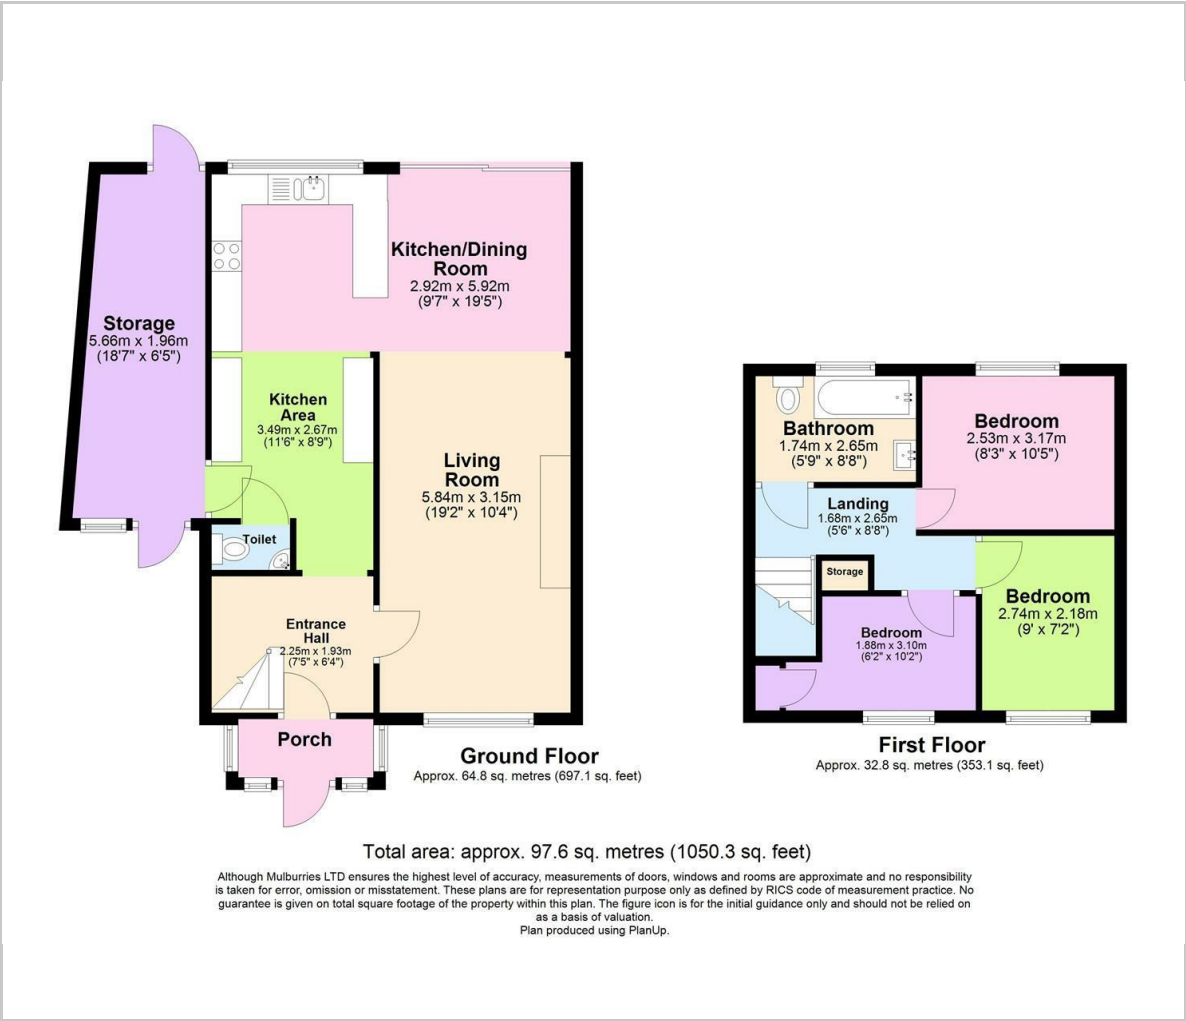 Kitchen/Dining
Room
2.92m x 5.92m
(9'7" x 19'5")
Storage
5.66m x 1.96m
(18'7" x 6'5")
Kitchen
Area
3.49m x 2.67m
(11'6" x 8'9")
Living
Room
5.84m x 3.15m
(19'2" x 10'4")
Toilet
Entrance
Hall
2.25m x 1.93m
(7'5" x 6'4")
Porch
Ground Floor
Approx. 64.8 sq. metres (697.1 sq. feet)
Bathroom
1.74m x 2.65m
(5'9" x 8'8")
Bedroom
2.53m x 3.17m
(8'3" x 10'5")
Landing
1.68m x 2.65m
(5'6" x 8'8")
Storage
Bedroom
2.74m x 2.18m
(9' x 7'2")
Bedroom
1.88m x 3.10m
(6'2" x 10'2")
First Floor
Approx. 32.8 sq. metres (353.1 sq. feet)
Total area: approx. 97.6 sq. metres (1050.3 sq. feet)
Although Mulburries LTD ensures the highest level of accuracy, measurements of doors, windows and rooms are approximate and no responsibility
is taken for error, omission or misstatement. These plans are for representation purpose only as defined by RICS code of measurement practice. No
guarantee is given on total square footage of the property within this plan. The figure icon is for the initial guidance only and should not be relied on
as a basis of valuation.
Plan produced using PlanUp.